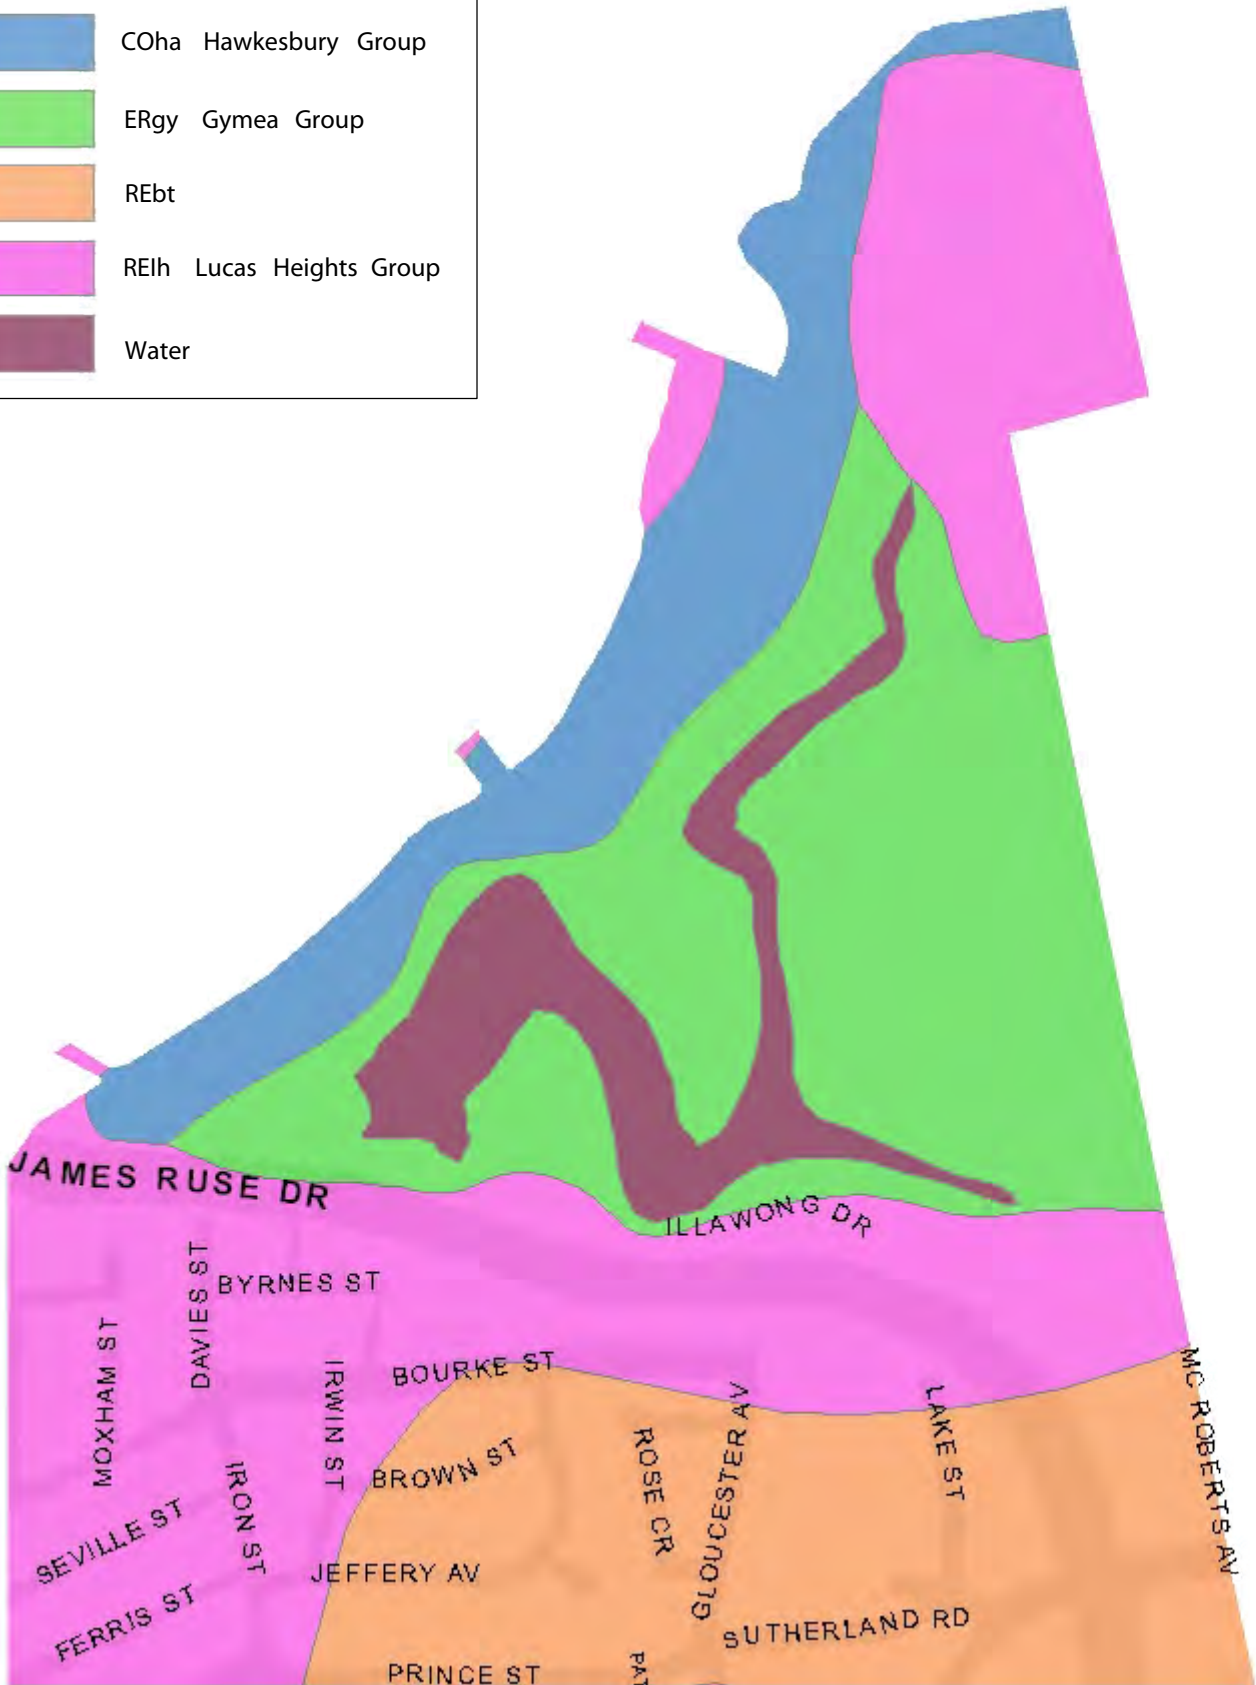 COha Hawkesbury Group
ERgy Gymea Group
REbt
RElh Lucas Heights Group
Water
JAMES RUSE DR
ILLAWONG DR
DAVIES ST
BYRNES ST
MOXHAM ST
IRWIN ST
BOURKE ST
GLOUCESTER AV
LAKE ST
MC ROBERTS AV
ROSE CR
BROWN ST
IRON ST
SEVILLE ST
JEFFERY AV
FERRIS ST
SUTHERLAND RD
PRINCE ST
PAT